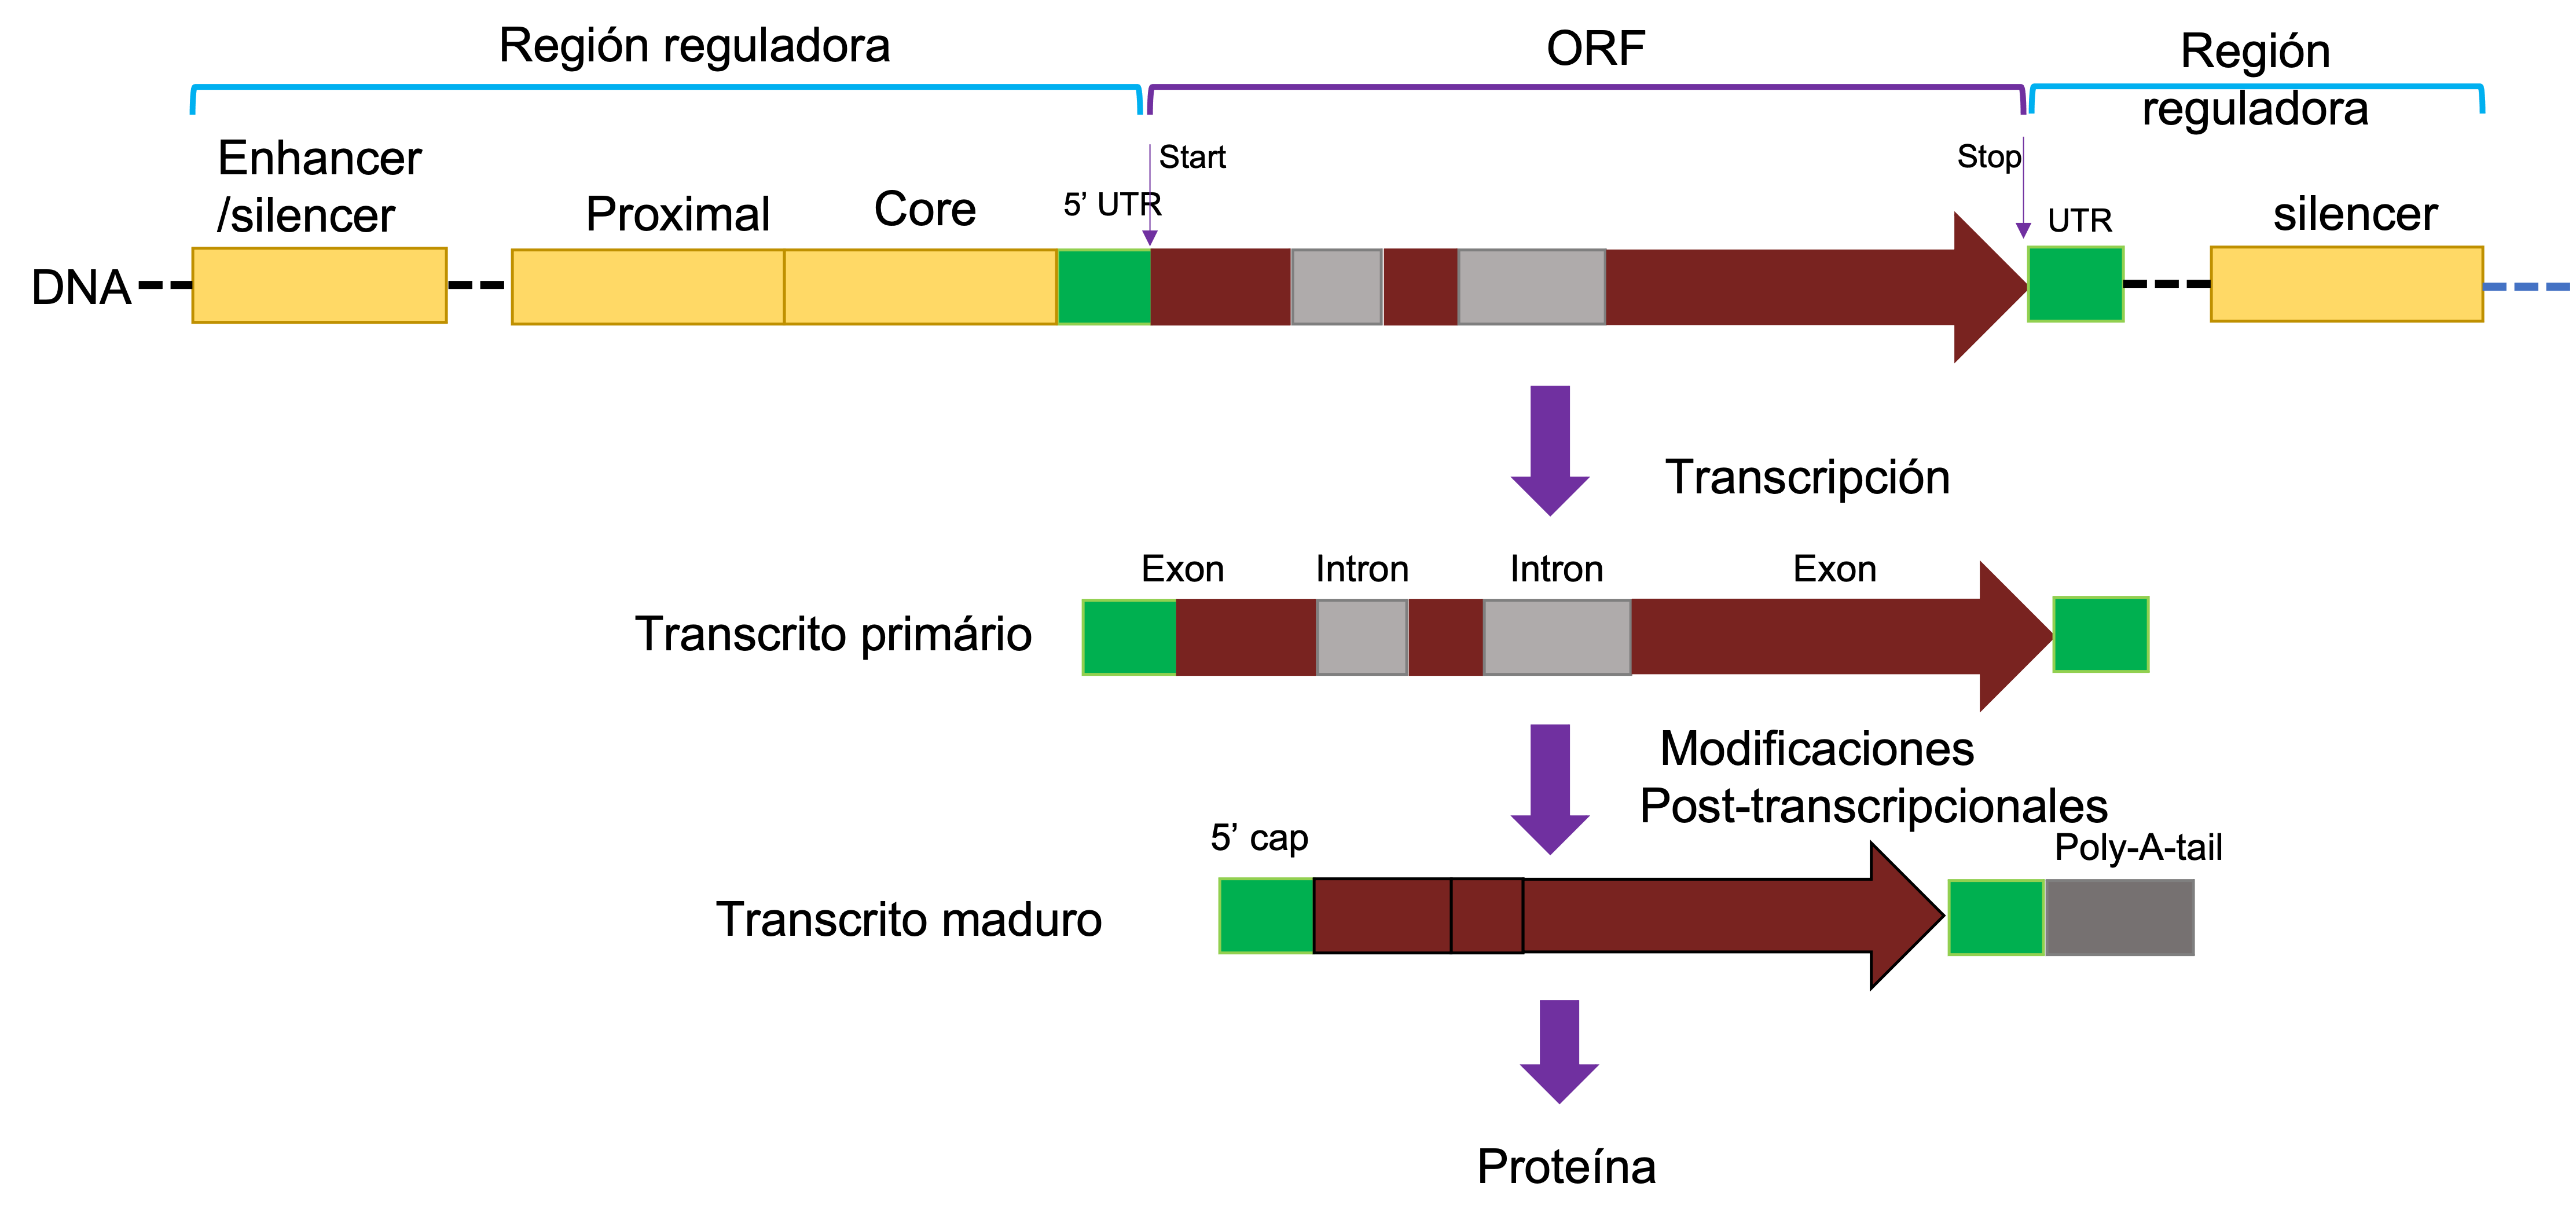 Región reguladora
ORF
Región
reguladora
Enhancer
/silencer
Proximal
Core
5’ UTR
Start
Stop
UTR
silencer
DNA
Transcripción
Exon
Intron
Intron
Exon
Transcrito primário
Modificaciones
Post-transcripcionales
5’ cap
Poly-A-tail
Transcrito maduro
Proteína